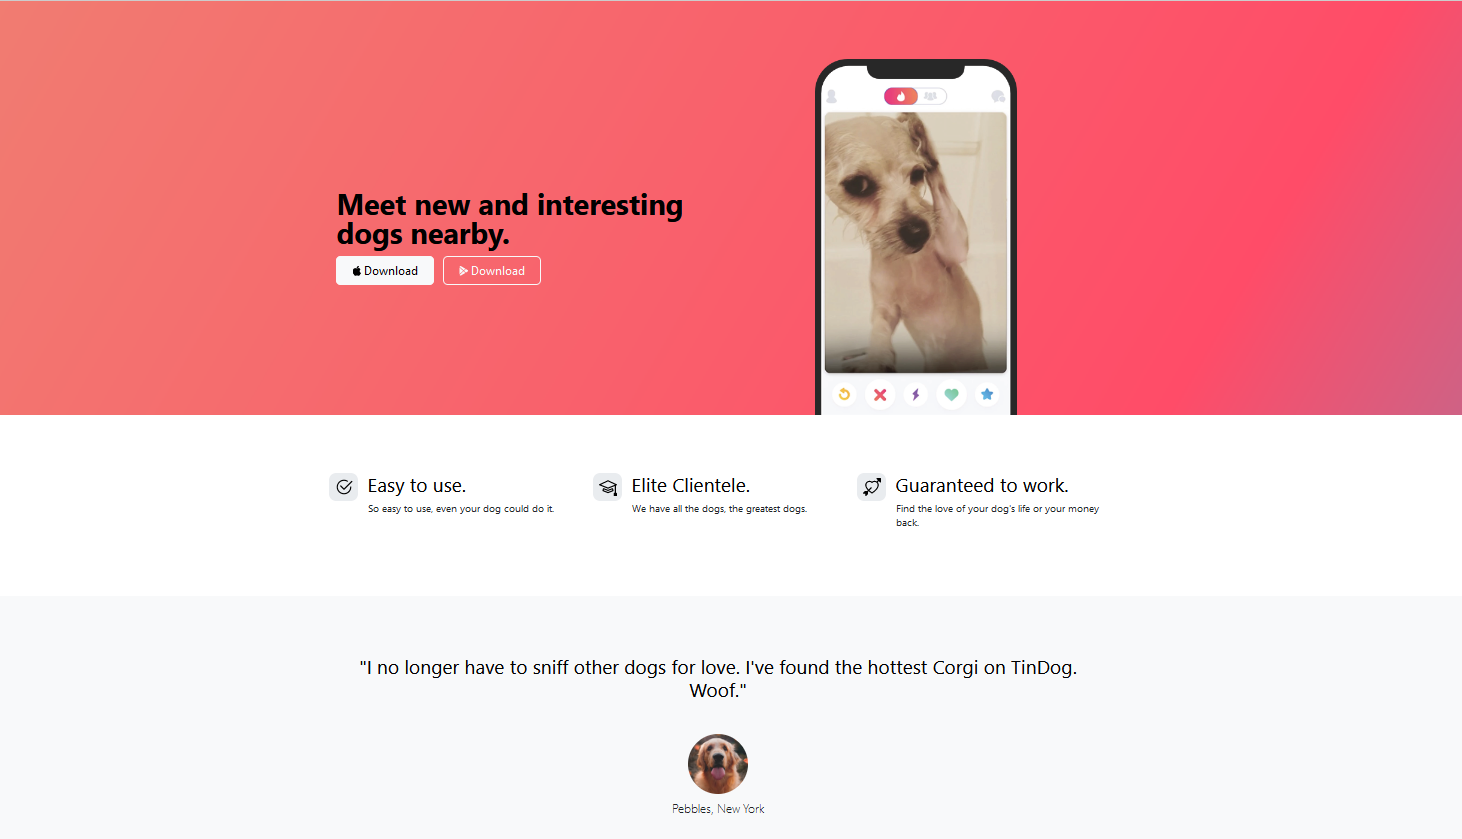 Meet new and interesting
dogs nearby.
Download
Download
Easy to use.
So easy to use, even your dog could do it.
Elite Clientele.
We have all the dogs, the greatest dogs.
Guaranteed to work.
Find the love of your dog's life or your money
back.
"I no longer have to sniff other dogs for love. I've found the hottest Corgi on TinDog.
Woof."
Pebbles, New York